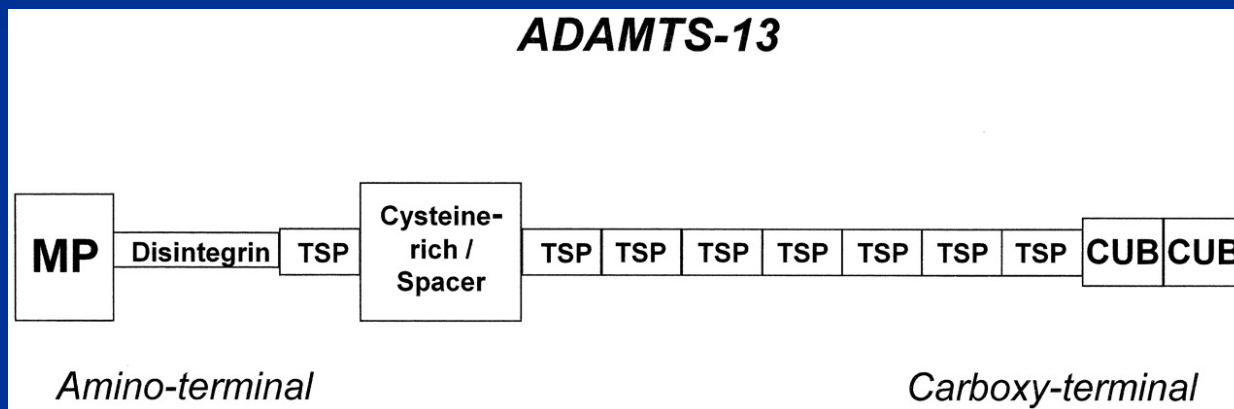 ADAMTS-13
MP Disintegrin TSP Cysteine-
rich /
Spacer TSP TSP TSP TSP TSP TSP TSP CUB CUB
Amino-terminal Carboxy-terminal